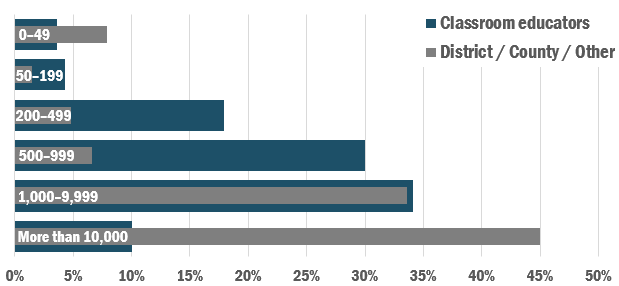 Classroom educators
District / County / Other
0–49
50–199
200–499
500–999
1,000–9,999
More than 10,000
0% 5% 10% 15% 20% 25% 30% 35% 40% 45% 50%